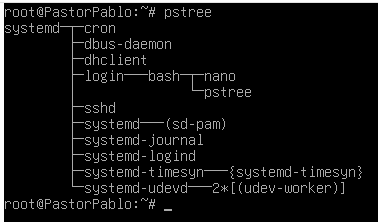 root@PastorPablo:~# pstree
systemd─┬─cron
        ├─dbus-daemon
        ├─dhclient
        ├─login───bash─┬─nano
        │              └─pstree
        ├─sshd
        ├─systemd───(sd-pam)
        ├─systemd-journal
        ├─systemd-logind
        ├─systemd-timesyn───{systemd-timesyn}
        └─systemd-udevd───2*[(udev-worker)]
root@PastorPablo:~# _